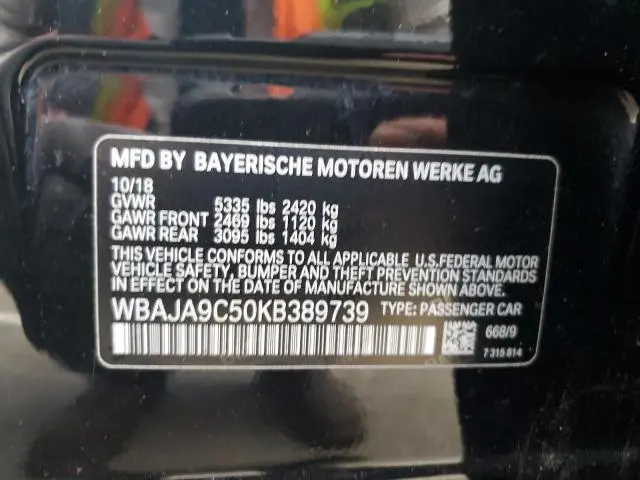 MFD BY BAYERISCHE MOTOREN WERKE AG
10/18
GVWR 5335 lbs 2420 kg
GAWR FRONT 2469 lbs 1120 kg
GAWR REAR 3095 lbs 1404 kg
THIS VEHICLE CONFORMS TO ALL APPLICABLE U.S.FEDERAL MOTOR
VEHICLE SAFETY, BUMPER AND THEFT PREVENTION STANDARDS
IN EFFECT ON THE DATE OF MANUFACTURE SHOWN ABOVE.
WBAJA9C50KB389739 TYPE: PASSENGER CAR
668/9
7 315 814